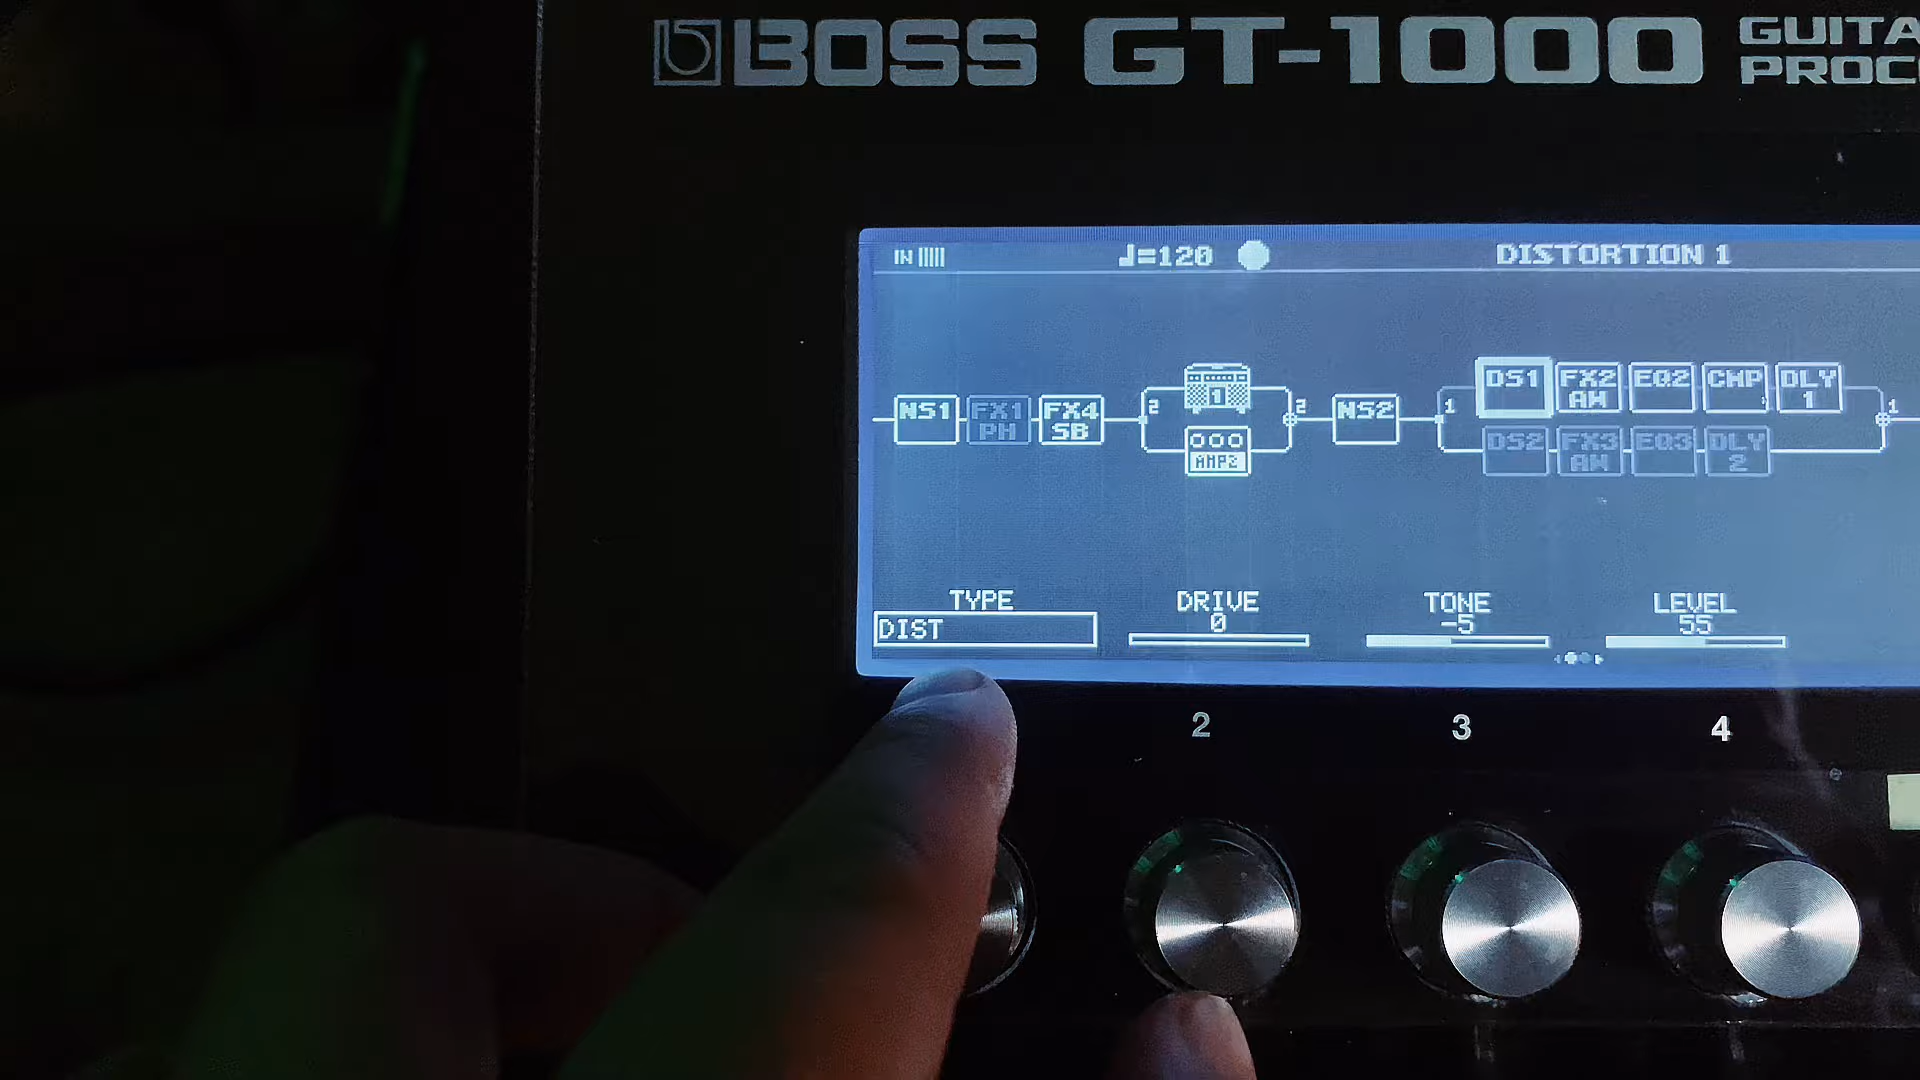 BOSS GT-1000 GUITA
PROC
IN ♩=120 DISTORTION 1
NS1 FX1 PH FX4 SB 2 1 AMP2 2 NS2 1 DS1 FX2 AW EQ2 CMP DLY 1 1
DS2 FX3 AW EQ3 DLY 2
TYPE DRIVE TONE LEVEL
DIST 0 -5 55
2 3 4